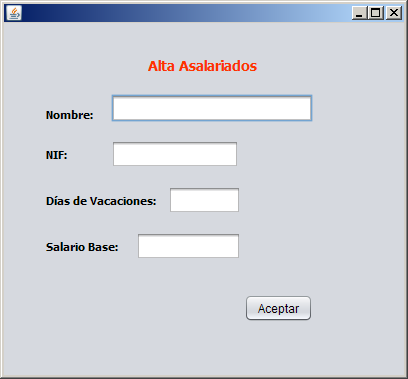 Alta Asalariados
Nombre:
NIF:
Días de Vacaciones:
Salario Base:
Aceptar